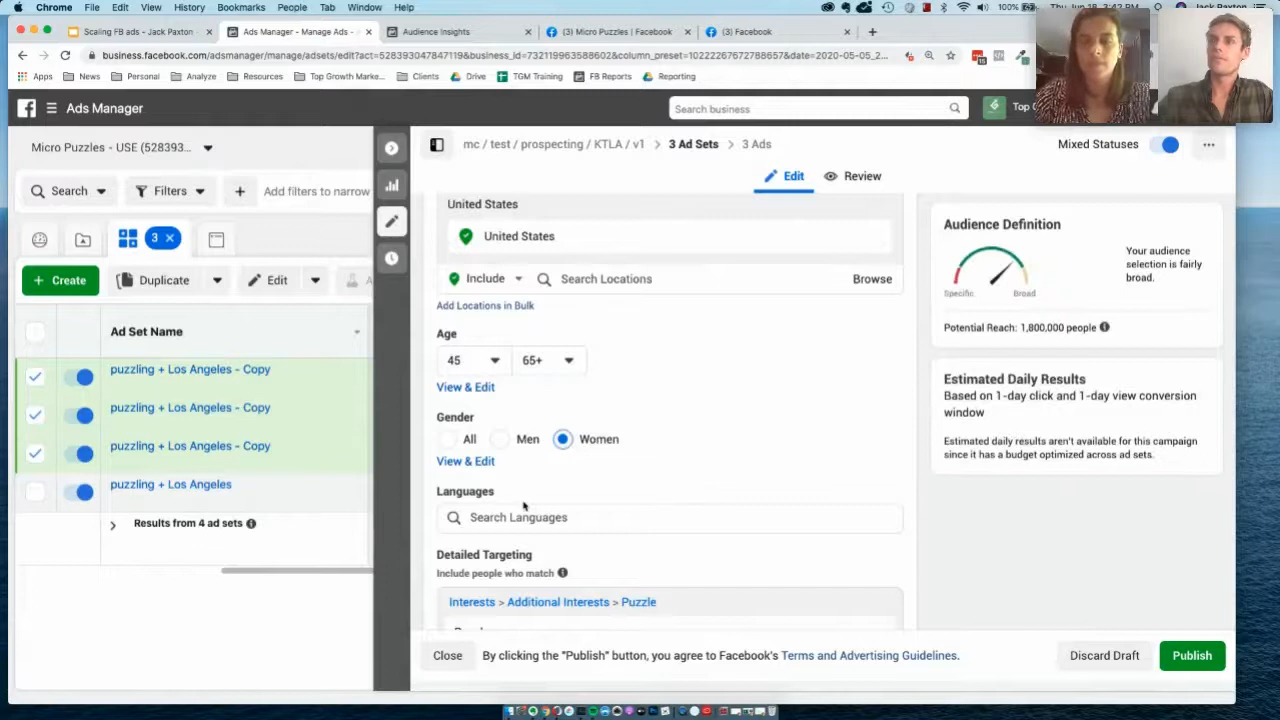 Chrome File Edit View History Bookmarks People Tab Window Help
100%
Scaling FB ads - Jack Paxton
Ads Manager - Manage Ads -
Audience Insights
(3) Micro Puzzles | Facebook
(3) Facebook
business.facebook.com/adsmanager/manage/adsets/edit?act=528393047847119&business_id=732119963588602&column_preset=10222267672788657&date=2020-05-05_2...
Apps News Personal Analyze Resources Top Growth Marke... Clients Drive TGM Training FB Reports Reporting
Ads Manager
Search business
Top
Micro Puzzles - USE (528393...
mc / test / prospecting / KTLA / v1 > 3 Ad Sets > 3 Ads
Mixed Statuses
Search
Filters
+
Add filters to narrow
Edit
Review
3 ×
+ Create
Duplicate
Edit
Ad Set Name
puzzling + Los Angeles - Copy
puzzling + Los Angeles - Copy
puzzling + Los Angeles - Copy
puzzling + Los Angeles
Results from 4 ad sets
United States
United States
Include
Search Locations
Browse
Add Locations in Bulk
Age
45
65+
View & Edit
Gender
All
Men
Women
View & Edit
Languages
Search Languages
Detailed Targeting
Include people who match
Interests > Additional Interests > Puzzle
Close
By clicking the "Publish" button, you agree to Facebook's Terms and Advertising Guidelines.
Discard Draft
Publish
Audience Definition
Specific
Broad
Your audience
selection is fairly
broad.
Potential Reach: 1,800,000 people
Estimated Daily Results
Based on 1-day click and 1-day view conversion
window
Estimated daily results aren't available for this campaign
since it has a budget optimized across ad sets.